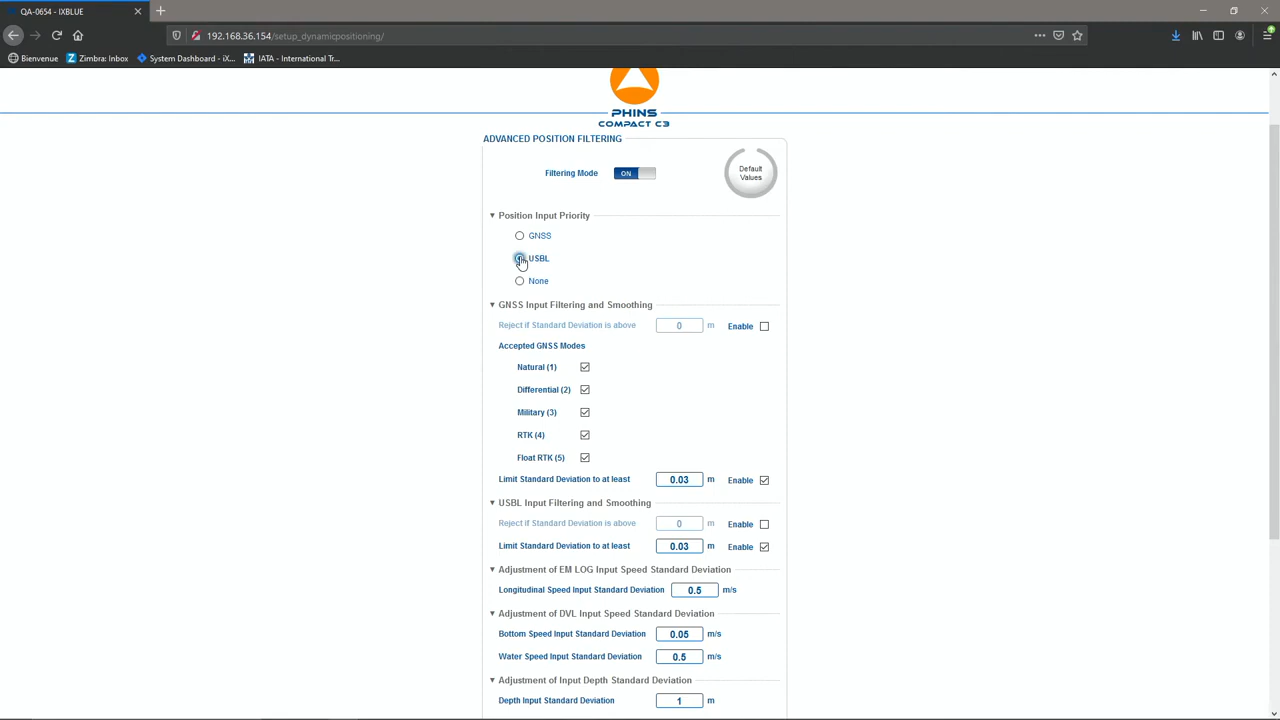 QA-0654 - IXBLUE
192.168.36.154/setup_dynamicpositioning/
Bienvenue Zimbra: Inbox System Dashboard - iX... IATA - International Tr...
PHINS
COMPACT C3
ADVANCED POSITION FILTERING
Filtering Mode ON
Default
Values
Position Input Priority
GNSS
USBL
None
GNSS Input Filtering and Smoothing
Reject if Standard Deviation is above 0 m Enable
Accepted GNSS Modes
Natural (1)
Differential (2)
Military (3)
RTK (4)
Float RTK (5)
Limit Standard Deviation to at least 0.03 m Enable
USBL Input Filtering and Smoothing
Reject if Standard Deviation is above 0 m Enable
Limit Standard Deviation to at least 0.03 m Enable
Adjustment of EM LOG Input Speed Standard Deviation
Longitudinal Speed Input Standard Deviation 0.5 m/s
Adjustment of DVL Input Speed Standard Deviation
Bottom Speed Input Standard Deviation 0.05 m/s
Water Speed Input Standard Deviation 0.5 m/s
Adjustment of Input Depth Standard Deviation
Depth Input Standard Deviation 1 m